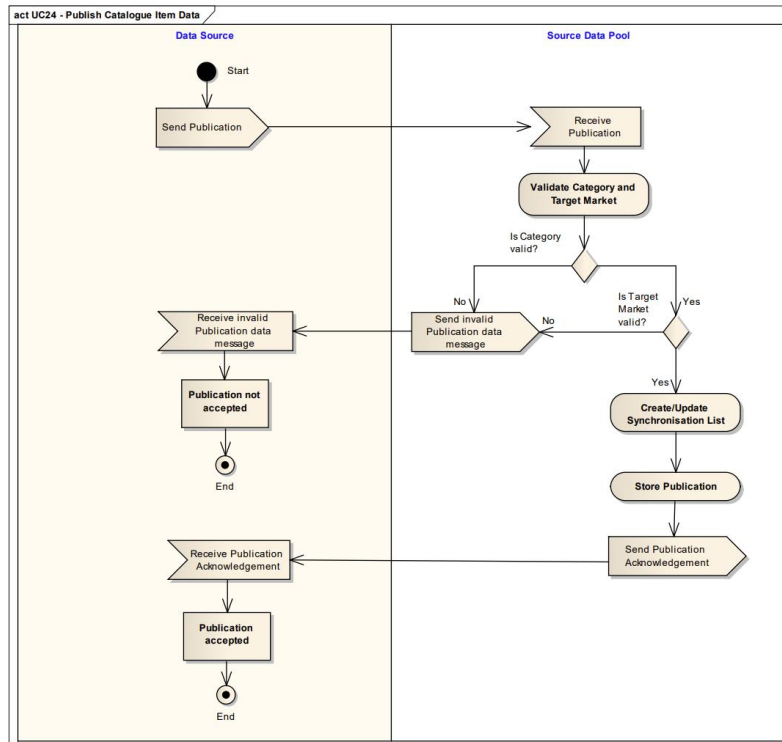 act UC24 - Publish Catalogue Item Data
Data Source
Source Data Pool
Start
Send Publication
Receive
Publication
Validate Category and
Target Market
Is Category
valid?
Is Target
Market
valid?
Yes
No
No
Receive invalid
Publication data
message
Send invalid
Publication data
message
Publication not
accepted
End
Yes
Create/Update
Synchronisation List
Store Publication
Send Publication
Acknowledgement
Receive Publication
Acknowledgement
Publication
accepted
End